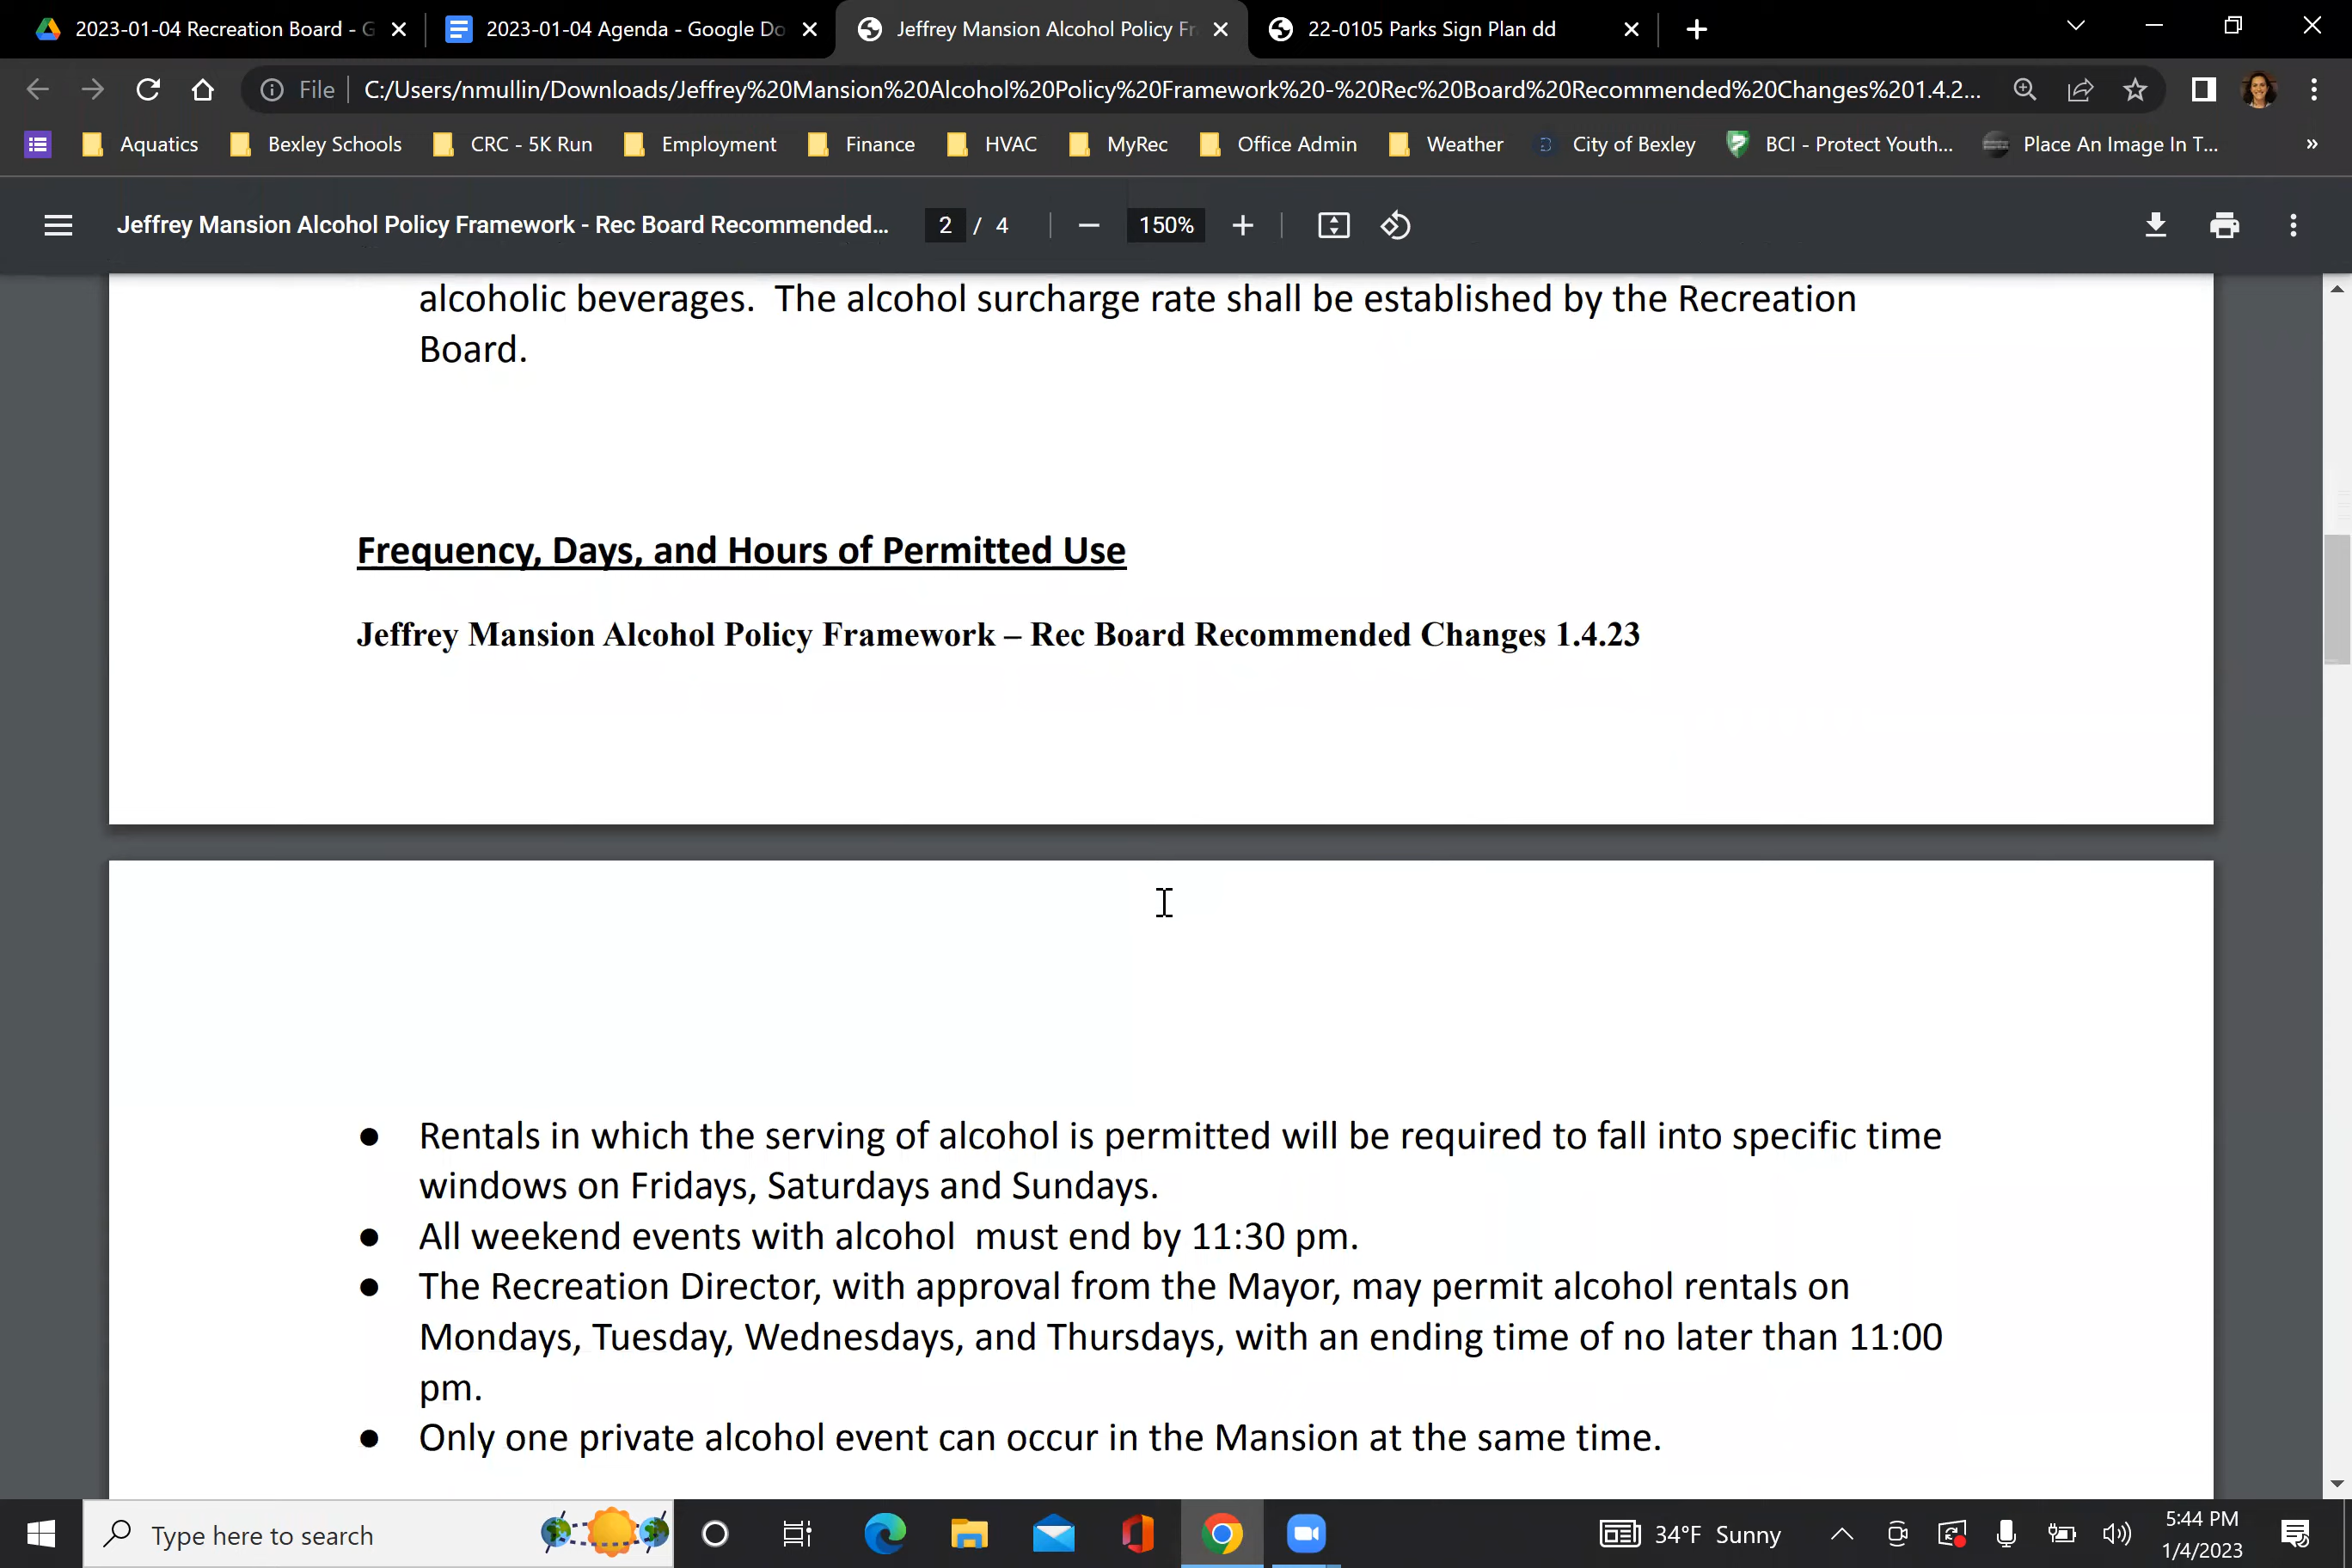 2023-01-04 Recreation Board - G
2023-01-04 Agenda - Google Do
Jeffrey Mansion Alcohol Policy Fr
22-0105 Parks Sign Plan dd
File
C:/Users/nmullin/Downloads/Jeffrey%20Mansion%20Alcohol%20Policy%20Framework%20-%20Rec%20Board%20Recommended%20Changes%201.4.2...
Aquatics
Bexley Schools
CRC - 5K Run
Employment
Finance
HVAC
MyRec
Office Admin
Weather
City of Bexley
BCI - Protect Youth...
Place An Image In T...
»
Jeffrey Mansion Alcohol Policy Framework - Rec Board Recommended...
2 / 4
150%
alcoholic beverages.  The alcohol surcharge rate shall be established by the Recreation
Board.
Frequency, Days, and Hours of Permitted Use
Jeffrey Mansion Alcohol Policy Framework – Rec Board Recommended Changes 1.4.23
● Rentals in which the serving of alcohol is permitted will be required to fall into specific time
windows on Fridays, Saturdays and Sundays.
● All weekend events with alcohol  must end by 11:30 pm.
● The Recreation Director, with approval from the Mayor, may permit alcohol rentals on
Mondays, Tuesday, Wednesdays, and Thursdays, with an ending time of no later than 11:00
pm.
● Only one private alcohol event can occur in the Mansion at the same time.
Type here to search
34°F Sunny
5:44 PM
1/4/2023